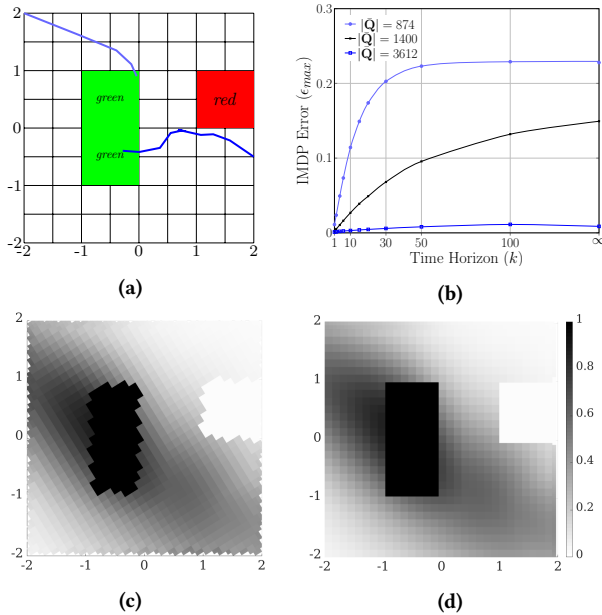 2
1
0
-1
-2
-2
-1
0
1
2
green
green
red
(a)
IMDP Error (ϵmax)
0.3
0.2
0.1
0
|Q̄| = 874
|Q̄| = 1400
|Q̄| = 3612
1 10 30 50 100 ∞
Time Horizon (k)
(b)
2
1
0
-1
-2
-2 -1 0 1 2
(c)
2
1
0
-1
-2
-2 -1 0 1 2
1
0.8
0.6
0.4
0.2
0
(d)